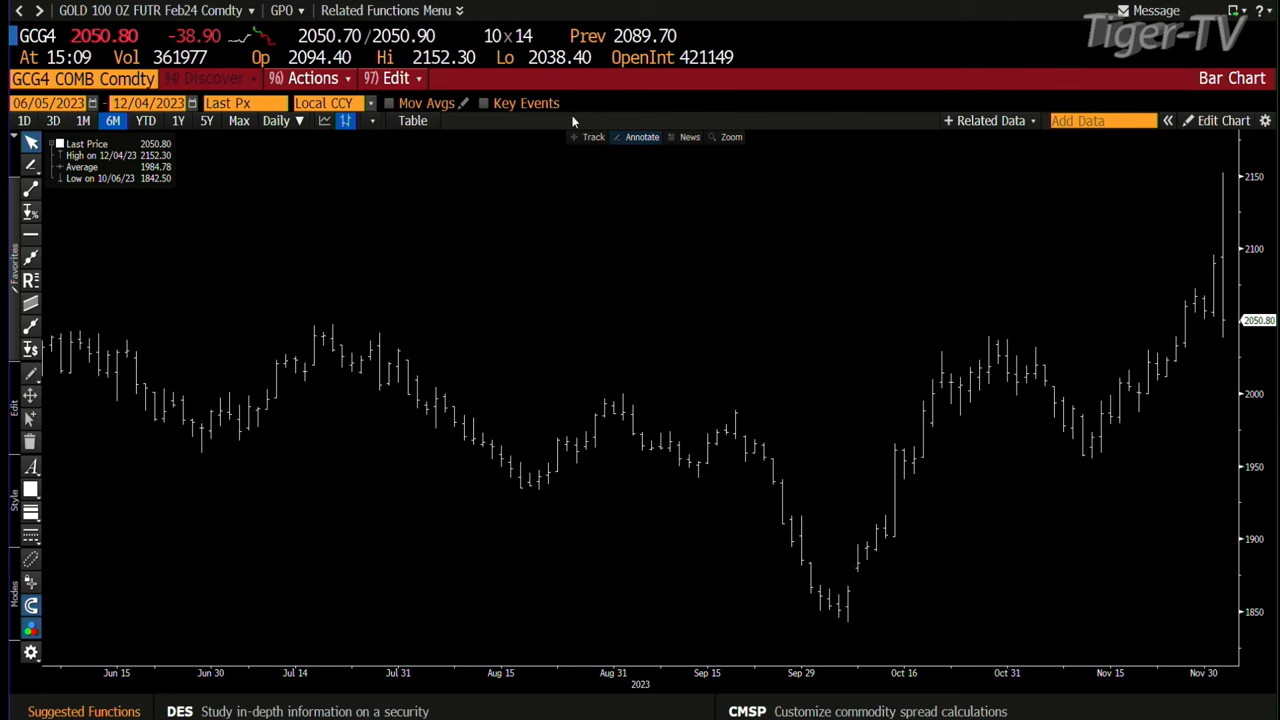 < > GOLD 100 OZ FUTR Feb24 Comdty ▾ GPO ▾ Related Functions Menu Message
Tiger-TV
GCG4 2050.80 -38.90 2050.70/2050.90 10×14 Prev 2089.70
At 15:09 Vol 361977 Op 2094.40 Hi 2152.30 Lo 2038.40 OpenInt 421149
GCG4 COMB Comdty 94) Discover 96) Actions 97) Edit Bar Chart
06/05/2023 - 12/04/2023 Last Px Local CCY Mov Avgs Key Events
1D 3D 1M 6M YTD 1Y 5Y Max Daily ▼ Table + Related Data Add Data « Edit Chart
Track Annotate News Zoom
Last Price 2050.80
High on 12/04/23 2152.30
Average 1984.78
Low on 10/06/23 1842.50
Favorites
Edit
Style
Modes
2150
2100
2050.80
2000
1950
1900
1850
Jun 15 Jun 30 Jul 14 Jul 31 Aug 15 Aug 31 Sep 15 Sep 29 Oct 16 Oct 31 Nov 15 Nov 30
2023
Suggested Functions DES Study in-depth information on a security CMSP Customize commodity spread calculations